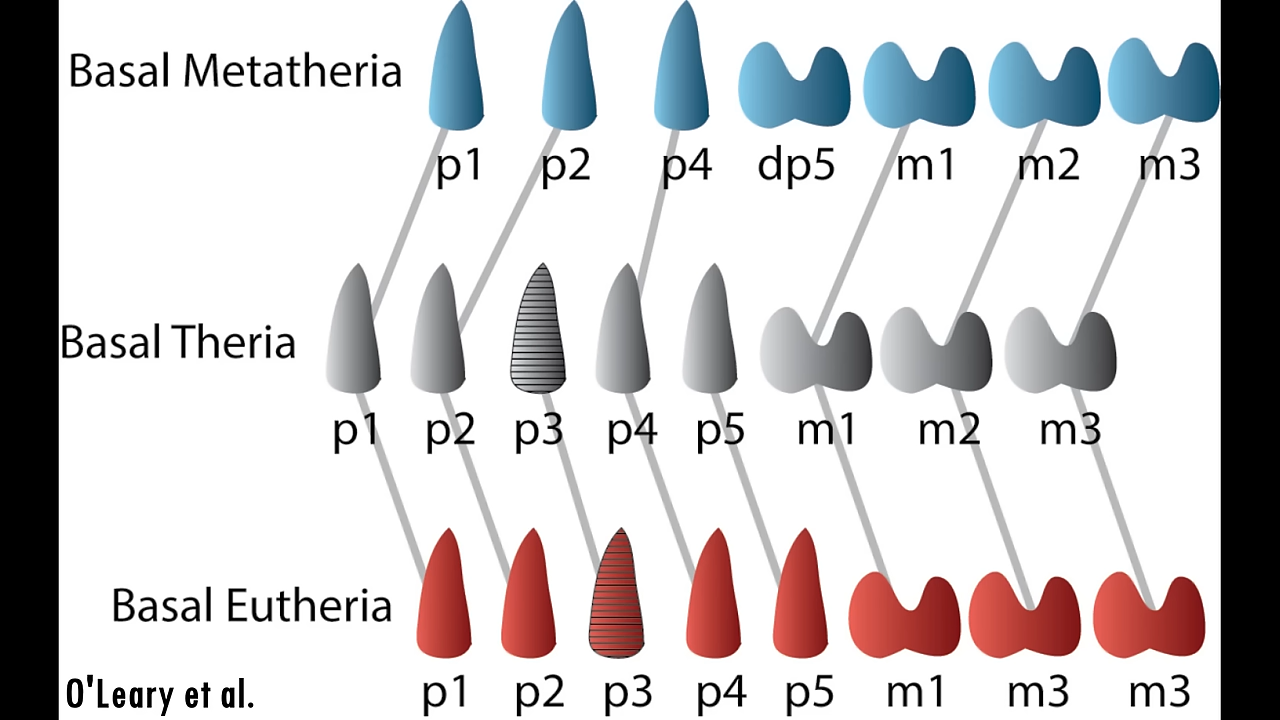 Basal Metatheria
p1 p2 p4 dp5 m1 m2 m3
Basal Theria
p1 p2 p3 p4 p5 m1 m2 m3
Basal Eutheria
p1 p2 p3 p4 p5 m1 m3 m3
O'Leary et al.